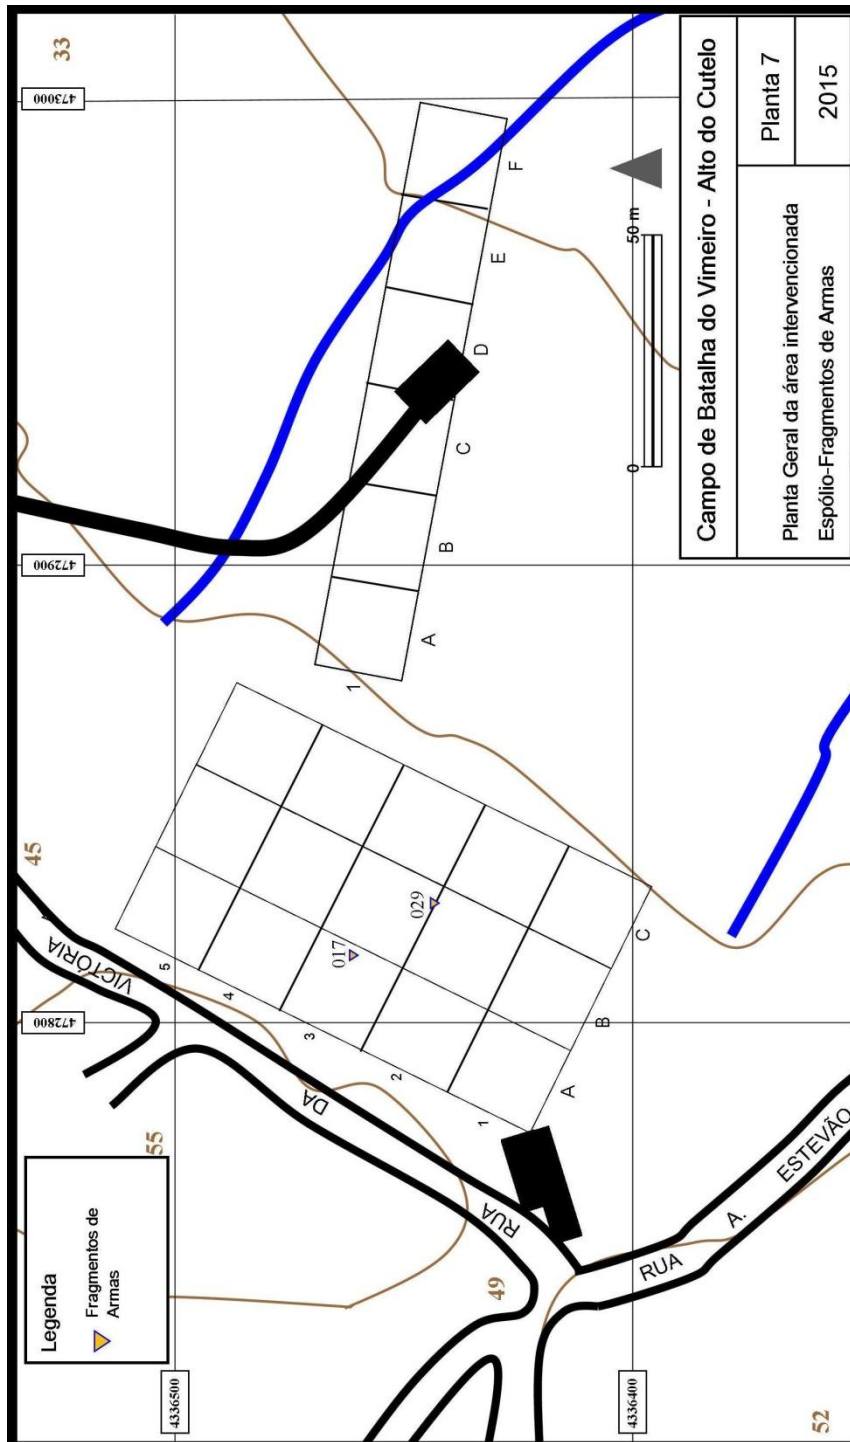 Campo de Batalha do Vimeiro - Alto do Cutelo
Planta Geral da área intervencionada
Espólio-Fragmentos de Armas
Planta 7
2015
Legenda
Fragmentos de
Armas
0
50 m
473000
472900
472800
4336500
4336400
33
45
55
49
52
RUA
DA
VICTÓRIA
RUA
A.
ESTEVÃO
017
029
1
2
3
4
5
A
B
C
1
A
B
C
D
E
F